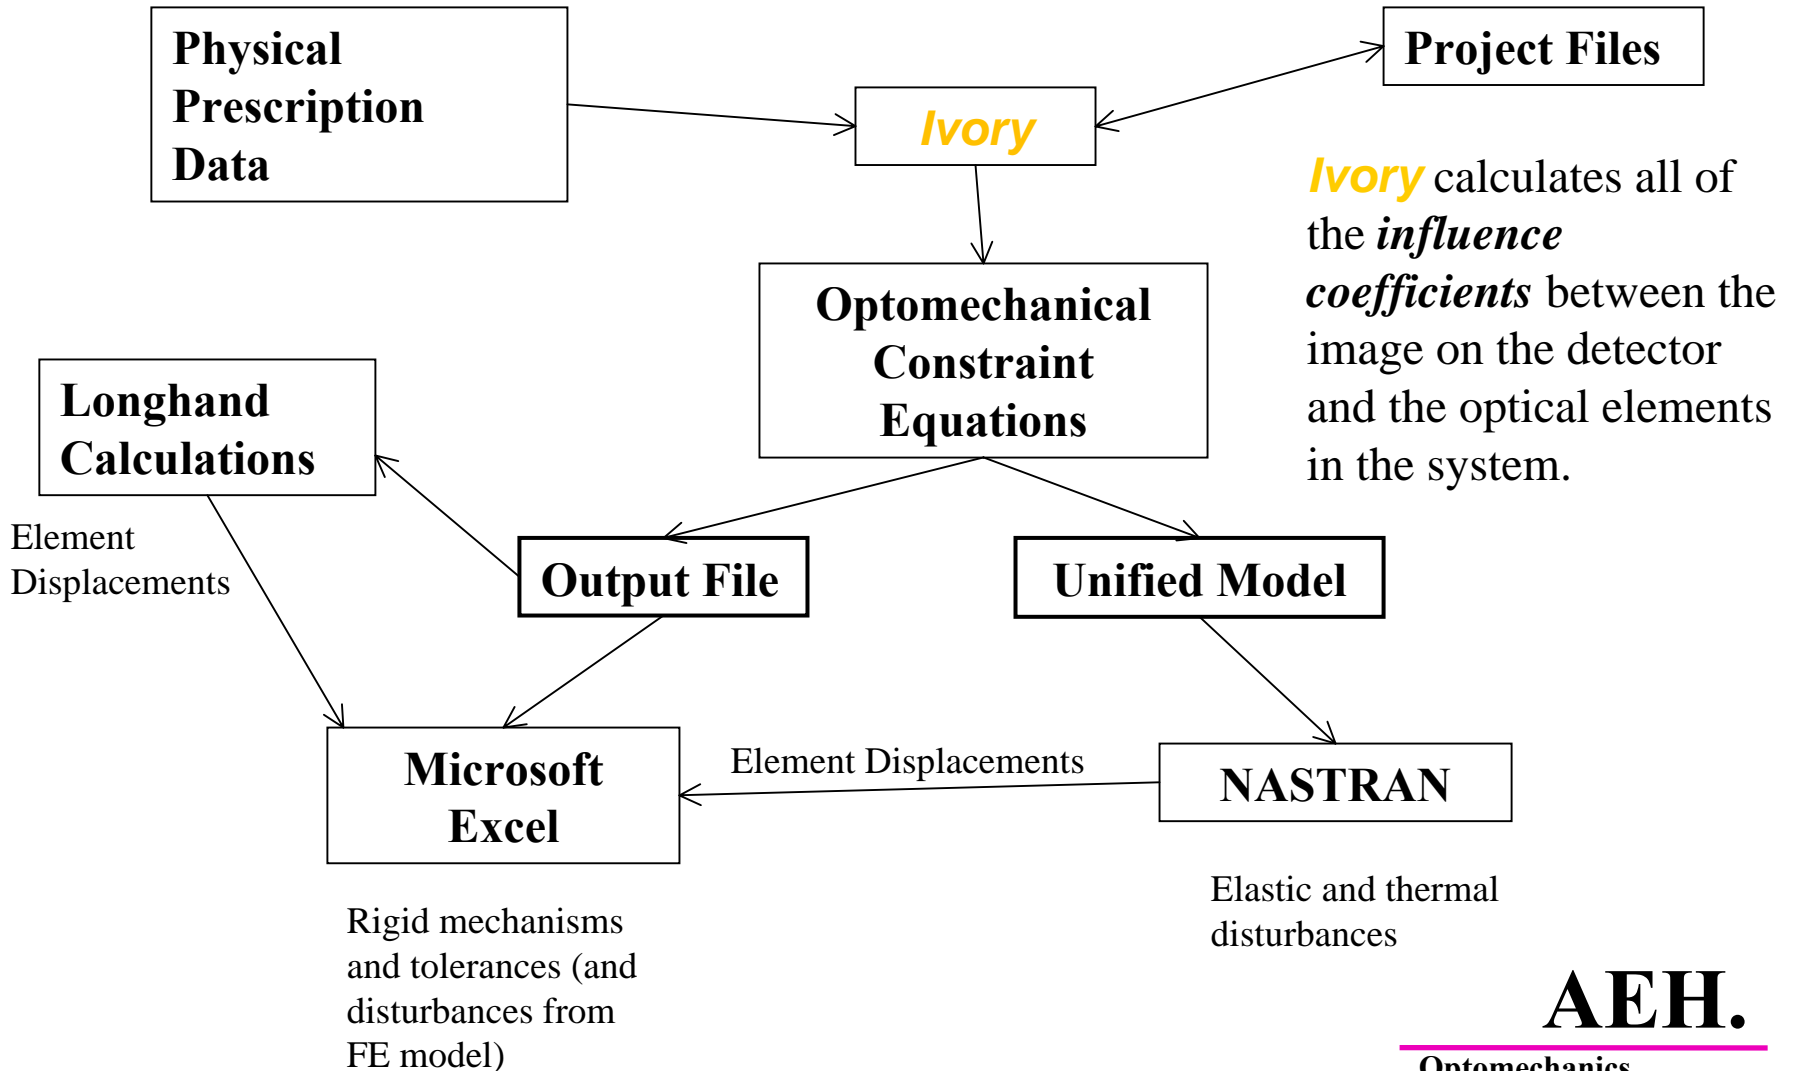 Physical
Prescription
Data
Ivory
Project Files
Ivory calculates all of
the influence
coefficients between the
image on the detector
and the optical elements
in the system.
Optomechanical
Constraint
Equations
Longhand
Calculations
Element
Displacements
Output File
Unified Model
Microsoft
Excel
Element Displacements
NASTRAN
Rigid mechanisms
and tolerances (and
disturbances from
FE model)
Elastic and thermal
disturbances
AEH.
Optomechanics